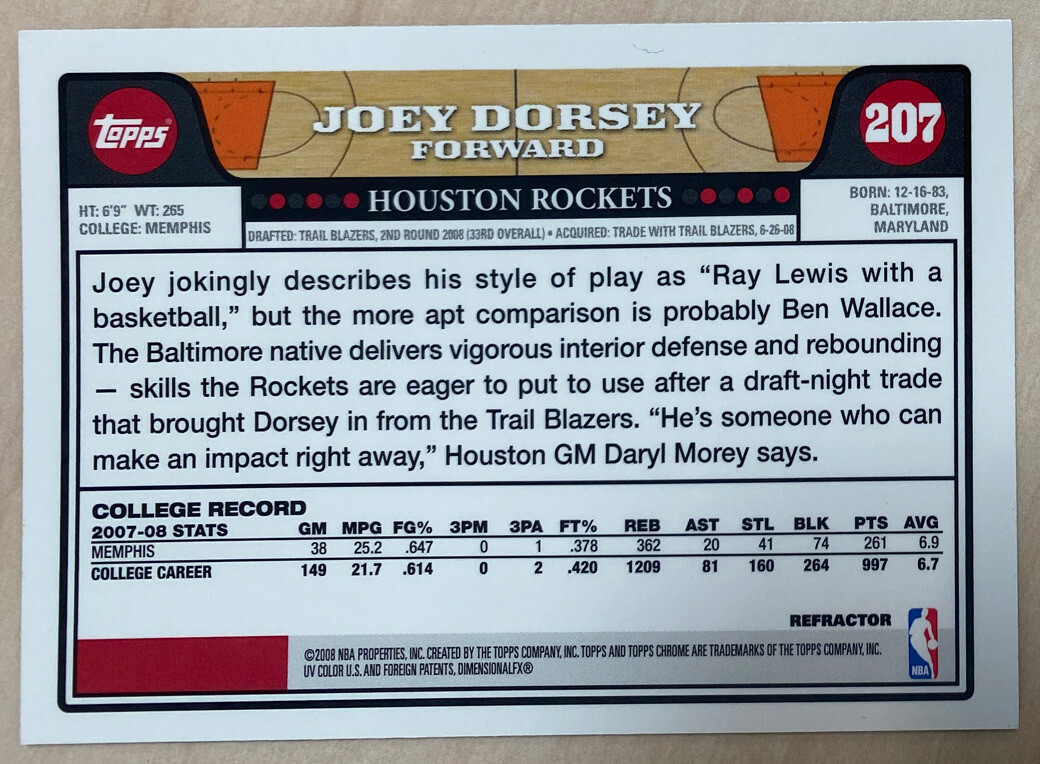 TOPPS
JOEY DORSEY
207
FORWARD
HOUSTON ROCKETS
HT: 6'9" WT: 265
COLLEGE: MEMPHIS
BORN: 12-16-83,
BALTIMORE,
MARYLAND
DRAFTED: TRAIL BLAZERS, 2ND ROUND 2008 (33RD OVERALL) • ACQUIRED: TRADE WITH TRAIL BLAZERS, 6-26-08
Joey jokingly describes his style of play as “Ray Lewis with a
basketball,” but the more apt comparison is probably Ben Wallace.
The Baltimore native delivers vigorous interior defense and rebounding
— skills the Rockets are eager to put to use after a draft-night trade
that brought Dorsey in from the Trail Blazers. “He’s someone who can
make an impact right away,” Houston GM Daryl Morey says.
COLLEGE RECORD
2007-08 STATS GM MPG FG% 3PM 3PA FT% REB AST STL BLK PTS AVG
MEMPHIS 38 25.2 .647 0 1 .378 362 20 41 74 261 6.9
COLLEGE CAREER 149 21.7 .614 0 2 .420 1209 81 160 264 997 6.7
REFRACTOR
©2008 NBA PROPERTIES, INC. CREATED BY THE TOPPS COMPANY, INC. TOPPS AND TOPPS CHROME ARE TRADEMARKS OF THE TOPPS COMPANY, INC.
UV COLOR U.S. AND FOREIGN PATENTS, DIMENSIONALFX®
NBA